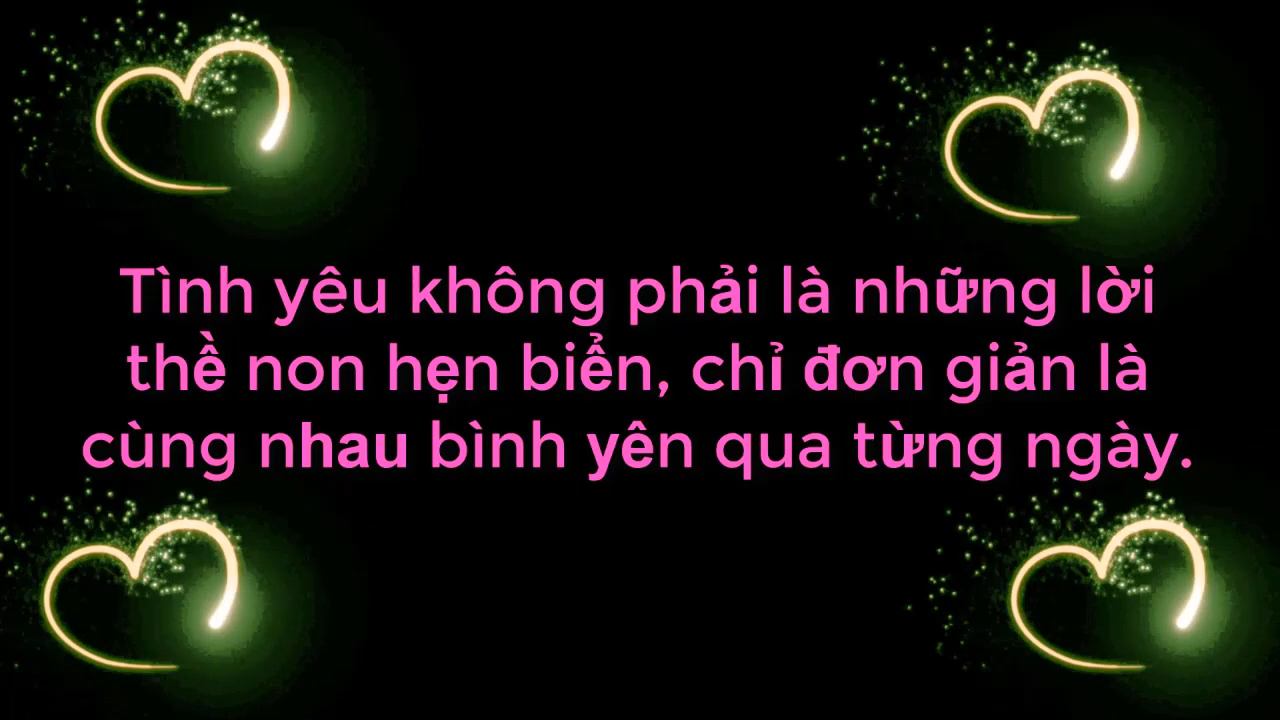 Tình yêu không phải là những lời
thề non hẹn biển, chỉ đơn giản là
cùng nhau bình yên qua từng ngày.